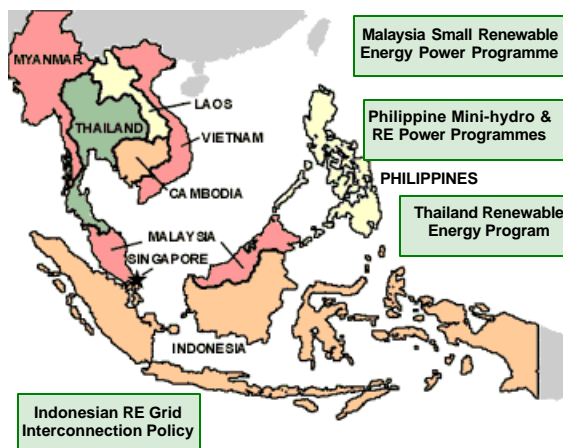 Malaysia Small Renewable
Energy Power Programme
MYANMAR
LAOS
THAILAND
VIETNAM
Philippine Mini-hydro &
RE Power Programmes
CAMBODIA
PHILIPPINES
Thailand Renewable
Energy Program
MALAYSIA
SINGAPORE
INDONESIA
Indonesian RE Grid
Interconnection Policy